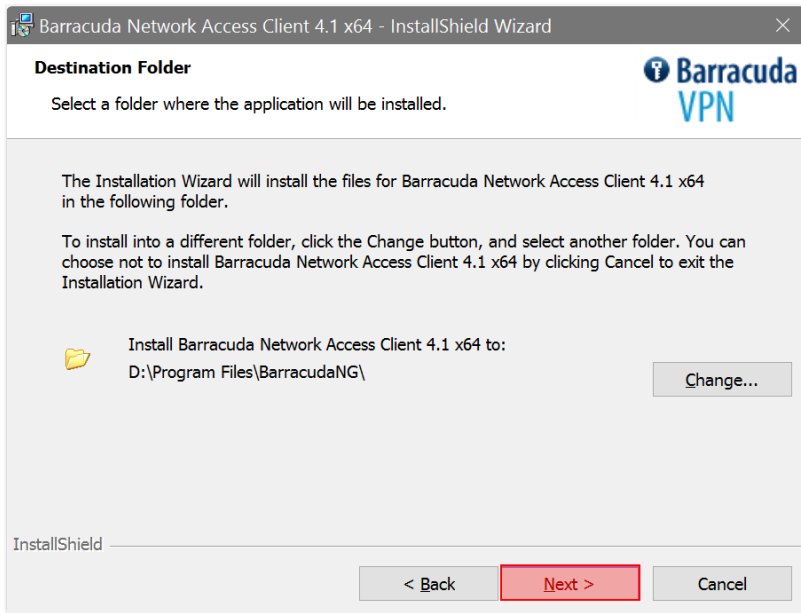 Barracuda Network Access Client 4.1 x64 - InstallShield Wizard
Destination Folder
Select a folder where the application will be installed.
Barracuda
VPN
The Installation Wizard will install the files for Barracuda Network Access Client 4.1 x64
in the following folder.
To install into a different folder, click the Change button, and select another folder. You can
choose not to install Barracuda Network Access Client 4.1 x64 by clicking Cancel to exit the
Installation Wizard.
Install Barracuda Network Access Client 4.1 x64 to:
D:\Program Files\BarracudaNG\
Change...
InstallShield
< Back
Next >
Cancel